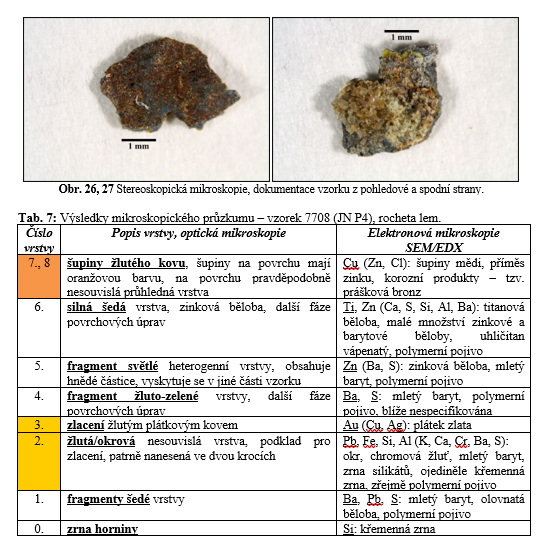 1 mm
1 mm
Obr. 26, 27 Stereoskopická mikroskopie, dokumentace vzorku z pohledové a spodní strany.
Tab. 7: Výsledky mikroskopického průzkumu – vzorek 7708 (JN P4), rocheta lem.
Číslo vrstvy
Popis vrstvy, optická mikroskopie
Elektronová mikroskopie
SEM/EDX
7., 8
šupiny žlutého kovu, šupiny na povrchu mají
oranžovou barvu, na povrchu pravděpodobně
nesouvislá průhledná vrstva
Cu (Zn, Cl): šupiny mědi, příměs
zinku, korozní produkty – tzv.
prášková bronz
6.
silná šedá vrstva, zinková běloba, další fáze
povrchových úprav
Ti, Zn (Ca, S, Si, Al, Ba): titanová
běloba, malé množství zinkové a
barytové běloby, uhličitan
vápenatý, polymerní pojivo
5.
fragment světlé heterogenní vrstvy, obsahuje
hnědé částice, vyskytuje se v jiné části vzorku
Zn (Ba, S): zinková běloba, mletý
baryt, polymerní pojivo
4.
fragment žluto-zelené vrstvy, další fáze
povrchových úprav
Ba, S: mletý baryt, polymerní
pojivo, blíže nespecifikována
3.
zlacení žlutým plátkovým kovem
Au (Cu, Ag): plátek zlata
2.
žlutá/okrová nesouvislá vrstva, podklad pro
zlacení, patrně nanesená ve dvou krocích
Pb, Fe, Si, Al (K, Ca, Cr, Ba, S):
okr, chromová žluť, mletý baryt,
zrna silikátů, ojediněle křemenná
zrna, zřejmě polymerní pojivo
1.
fragmenty šedé vrstvy
Ba, Pb, S: mletý baryt, olovnatá
běloba, polymerní pojivo
0.
zrna horniny
Si: křemenná zrna